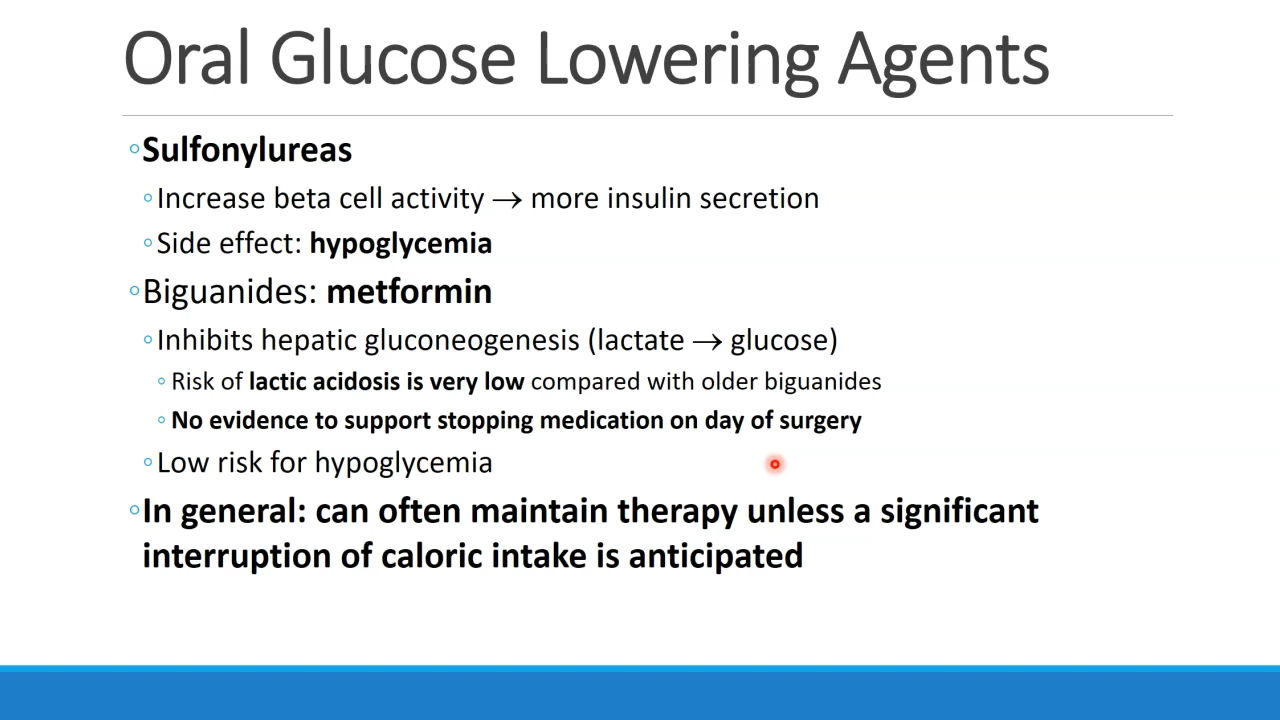 Oral Glucose Lowering Agents
◦Sulfonylureas
◦Increase beta cell activity → more insulin secretion
◦Side effect: hypoglycemia
◦Biguanides: metformin
◦Inhibits hepatic gluconeogenesis (lactate → glucose)
◦Risk of lactic acidosis is very low compared with older biguanides
◦No evidence to support stopping medication on day of surgery
◦Low risk for hypoglycemia
◦In general: can often maintain therapy unless a significant
interruption of caloric intake is anticipated